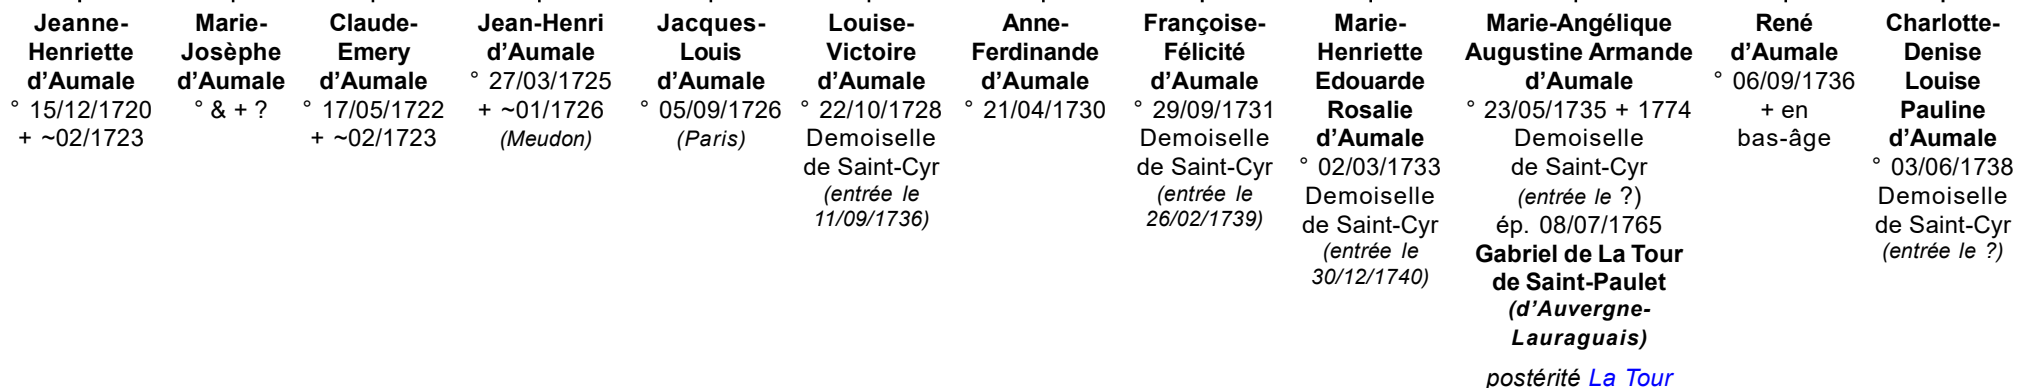 Jeanne-
Henriette
d’Aumale
° 15/12/1720
+ ~02/1723
Marie-
Josèphe
d’Aumale
° & + ?
Claude-
Emery
d’Aumale
° 17/05/1722
+ ~02/1723
Jean-Henri
d’Aumale
° 27/03/1725
+ ~01/1726
(Meudon)
Jacques-
Louis
d’Aumale
° 05/09/1726
(Paris)
Louise-
Victoire
d’Aumale
° 22/10/1728
Demoiselle
de Saint-Cyr
(entrée le
11/09/1736)
Anne-
Ferdinande
d’Aumale
° 21/04/1730
Françoise-
Félicité
d’Aumale
° 29/09/1731
Demoiselle
de Saint-Cyr
(entrée le
26/02/1739)
Marie-
Henriette
Edouarde
Rosalie
d’Aumale
° 02/03/1733
Demoiselle
de Saint-Cyr
(entrée le
30/12/1740)
Marie-Angélique
Augustine Armande
d’Aumale
° 23/05/1735 + 1774
Demoiselle
de Saint-Cyr
(entrée le ?)
ép. 08/07/1765
Gabriel de La Tour
de Saint-Paulet
(d’Auvergne-
Lauraguais)
postérité La Tour
René
d’Aumale
° 06/09/1736
+ en
bas-âge
Charlotte-
Denise
Louise
Pauline
d’Aumale
° 03/06/1738
Demoiselle
de Saint-Cyr
(entrée le ?)